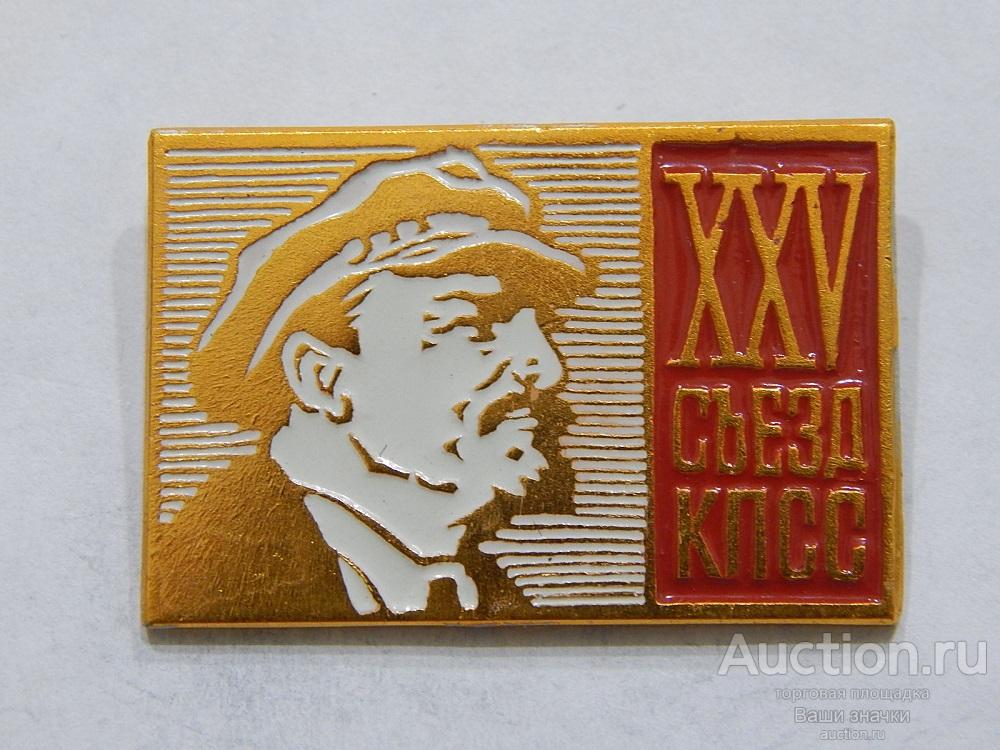 XXV
СЪЕЗД
КПСС
Auction.ru
торговая площадка
Ваши значки
auction.ru